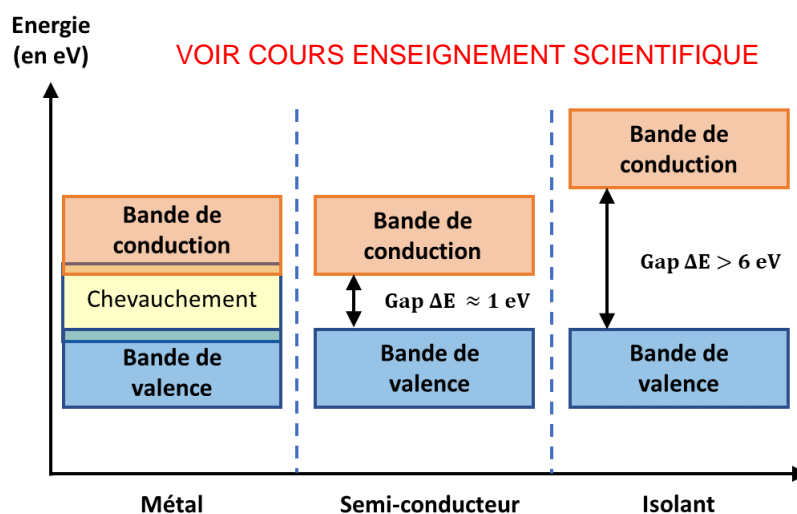 Energie
(en eV)
VOIR COURS ENSEIGNEMENT SCIENTIFIQUE
Bande de
conduction
Chevauchement
Bande de
valence
Bande de
conduction
Gap ΔE ≈ 1 eV
Bande de
valence
Bande de
conduction
Gap ΔE > 6 eV
Bande de
valence
Métal
Semi-conducteur
Isolant